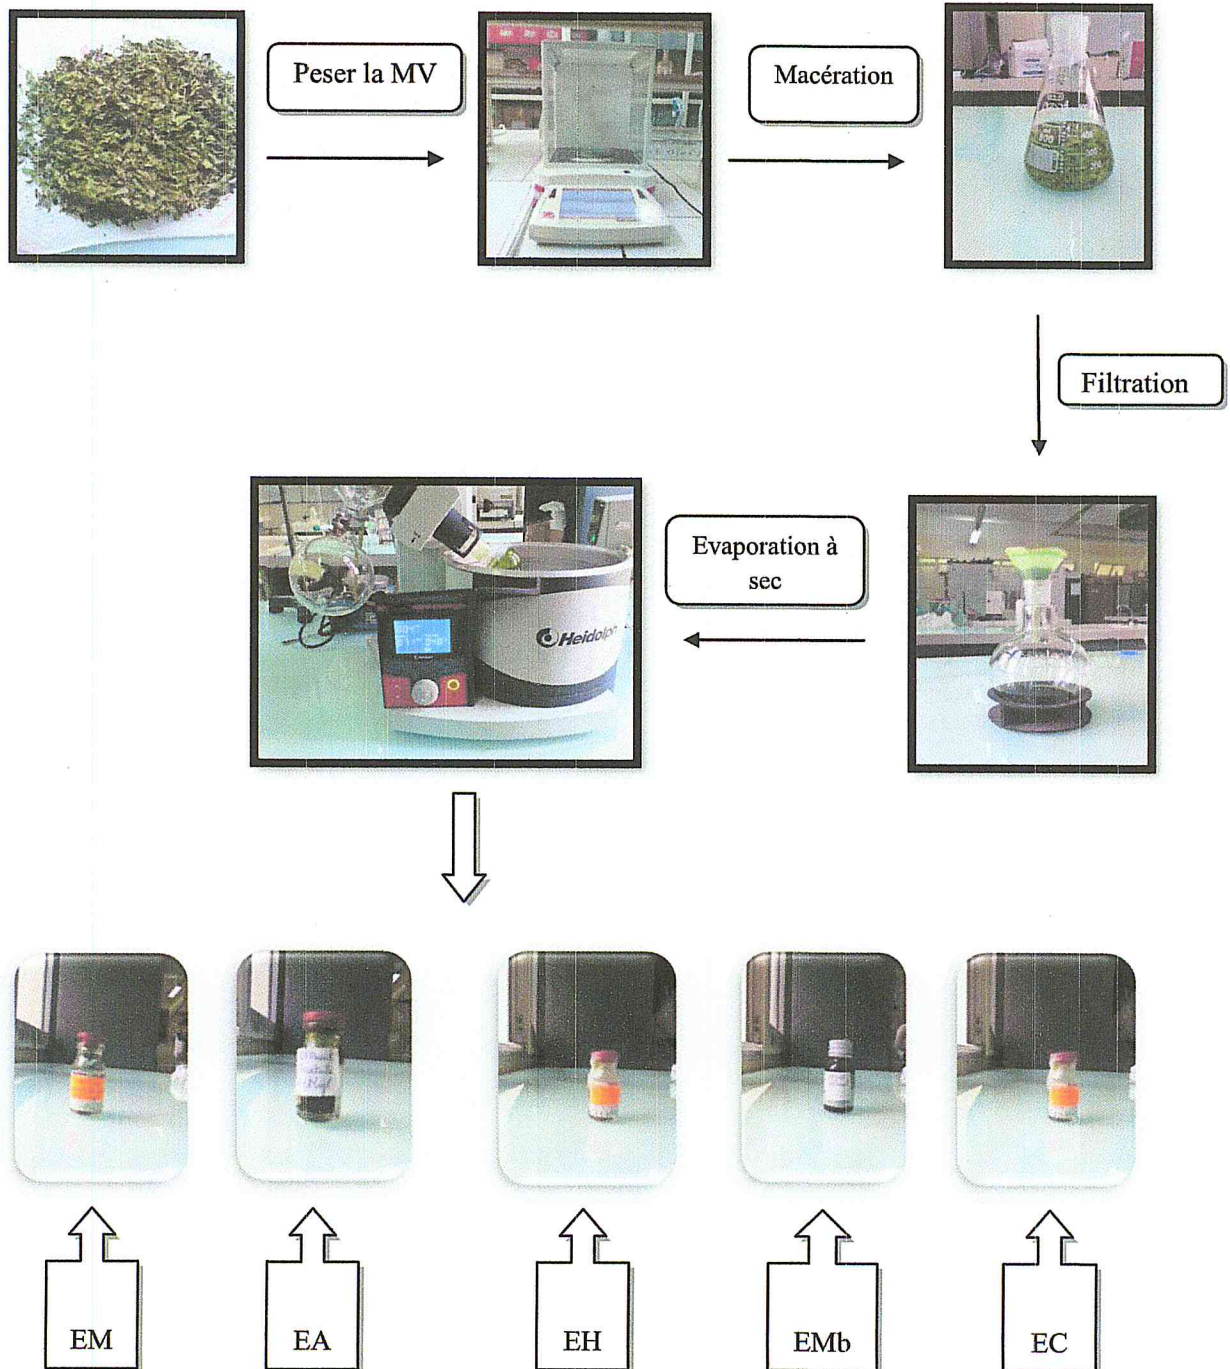 Peser la MV
Macération
Filtration
Evaporation à
sec
Heidolph
EM
EA
EH
EMb
EC